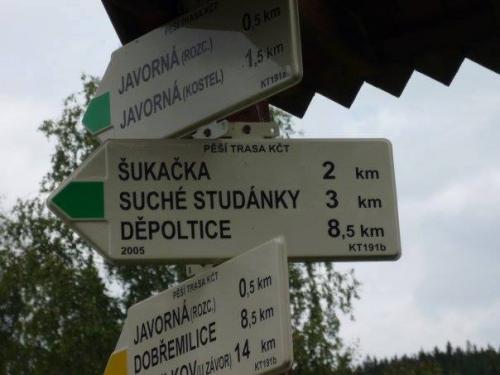 PĚŠÍ TRASA KČT
0,5 km
JAVORNÁ (ROZC.) 1,5 km
JAVORNÁ (KOSTEL)
KT191a
PĚŠÍ TRASA KČT
ŠUKAČKA 2 km
SUCHÉ STUDÁNKY 3 km
DĚPOLTICE 8,5 km
2005 KT191b
PĚŠÍ TRASA KČT
JAVORNÁ (ROZC.) 0,5 km
DOBŘEMILICE 8,5 km
(U ZÁVOR) 14 km
KT191b